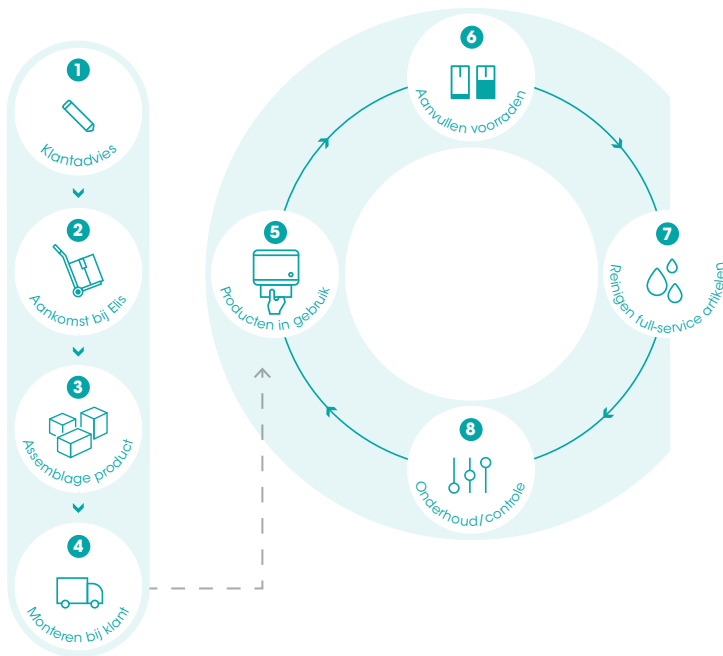 1
Klantadvies
2
Aankomst bij Elis
3
Assemblage product
4
Monteren bij klant
5
Producten in gebruik
6
Aanvullen voorraden
7
Reinigen full-service artikelen
8
Onderhoud/controle